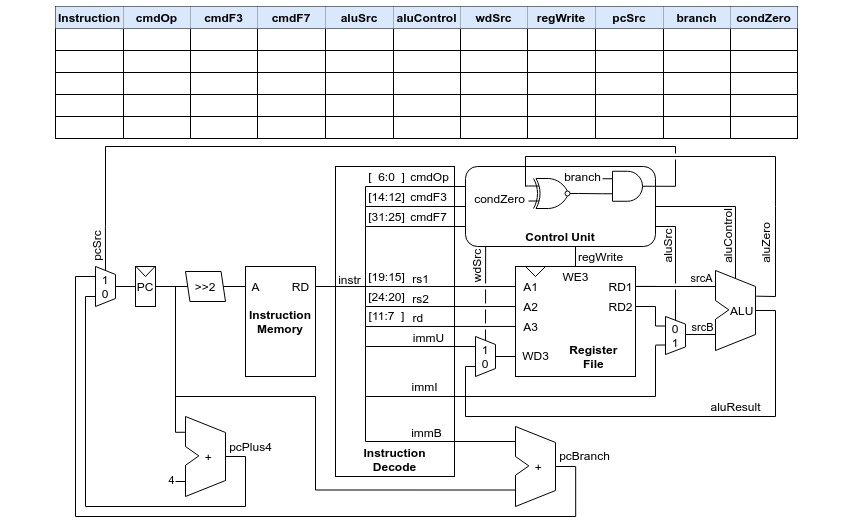 Instruction cmdOp cmdF3 cmdF7 aluSrc aluControl wdSrc regWrite pcSrc branch condZero
[ 6:0 ] cmdOp
[14:12] cmdF3
[31:25] cmdF7
branch
condZero
Control Unit
pcSrc
wdSrc
regWrite
aluSrc
aluControl
aluZero
1
0
PC
>>2
A RD
Instruction
Memory
instr
[19:15] rs1
[24:20] rs2
[11:7 ] rd
immU
immI
immB
Instruction
Decode
1
0
WE3
A1 RD1
A2 RD2
A3
WD3
Register
File
srcA
0
1
srcB
ALU
aluResult
+
pcPlus4
4
+
pcBranch